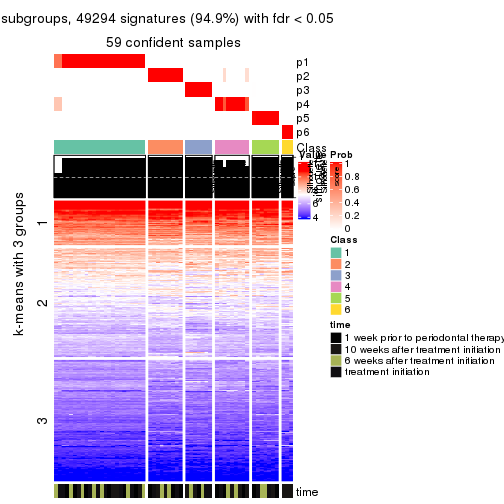 subgroups, 49294 signatures (94.9%) with fdr < 0.05
59 confident samples
p1
p2
p3
p4
p5
p6
Class
k-means with 3 groups
1
2
3
Value
6
4
Prob
1
0.8
0.6
0.4
0.2
0
Class
1
2
3
4
5
6
time
1 week prior to periodontal therapy
10 weeks after treatment initiation
6 weeks after treatment initiation
treatment initiation
time